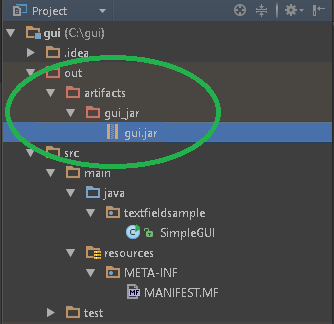 Project
gui (C:\gui)
.idea
out
artifacts
gui_jar
gui.jar
src
main
java
textfieldsample
SimpleGUI
resources
META-INF
MANIFEST.MF
test